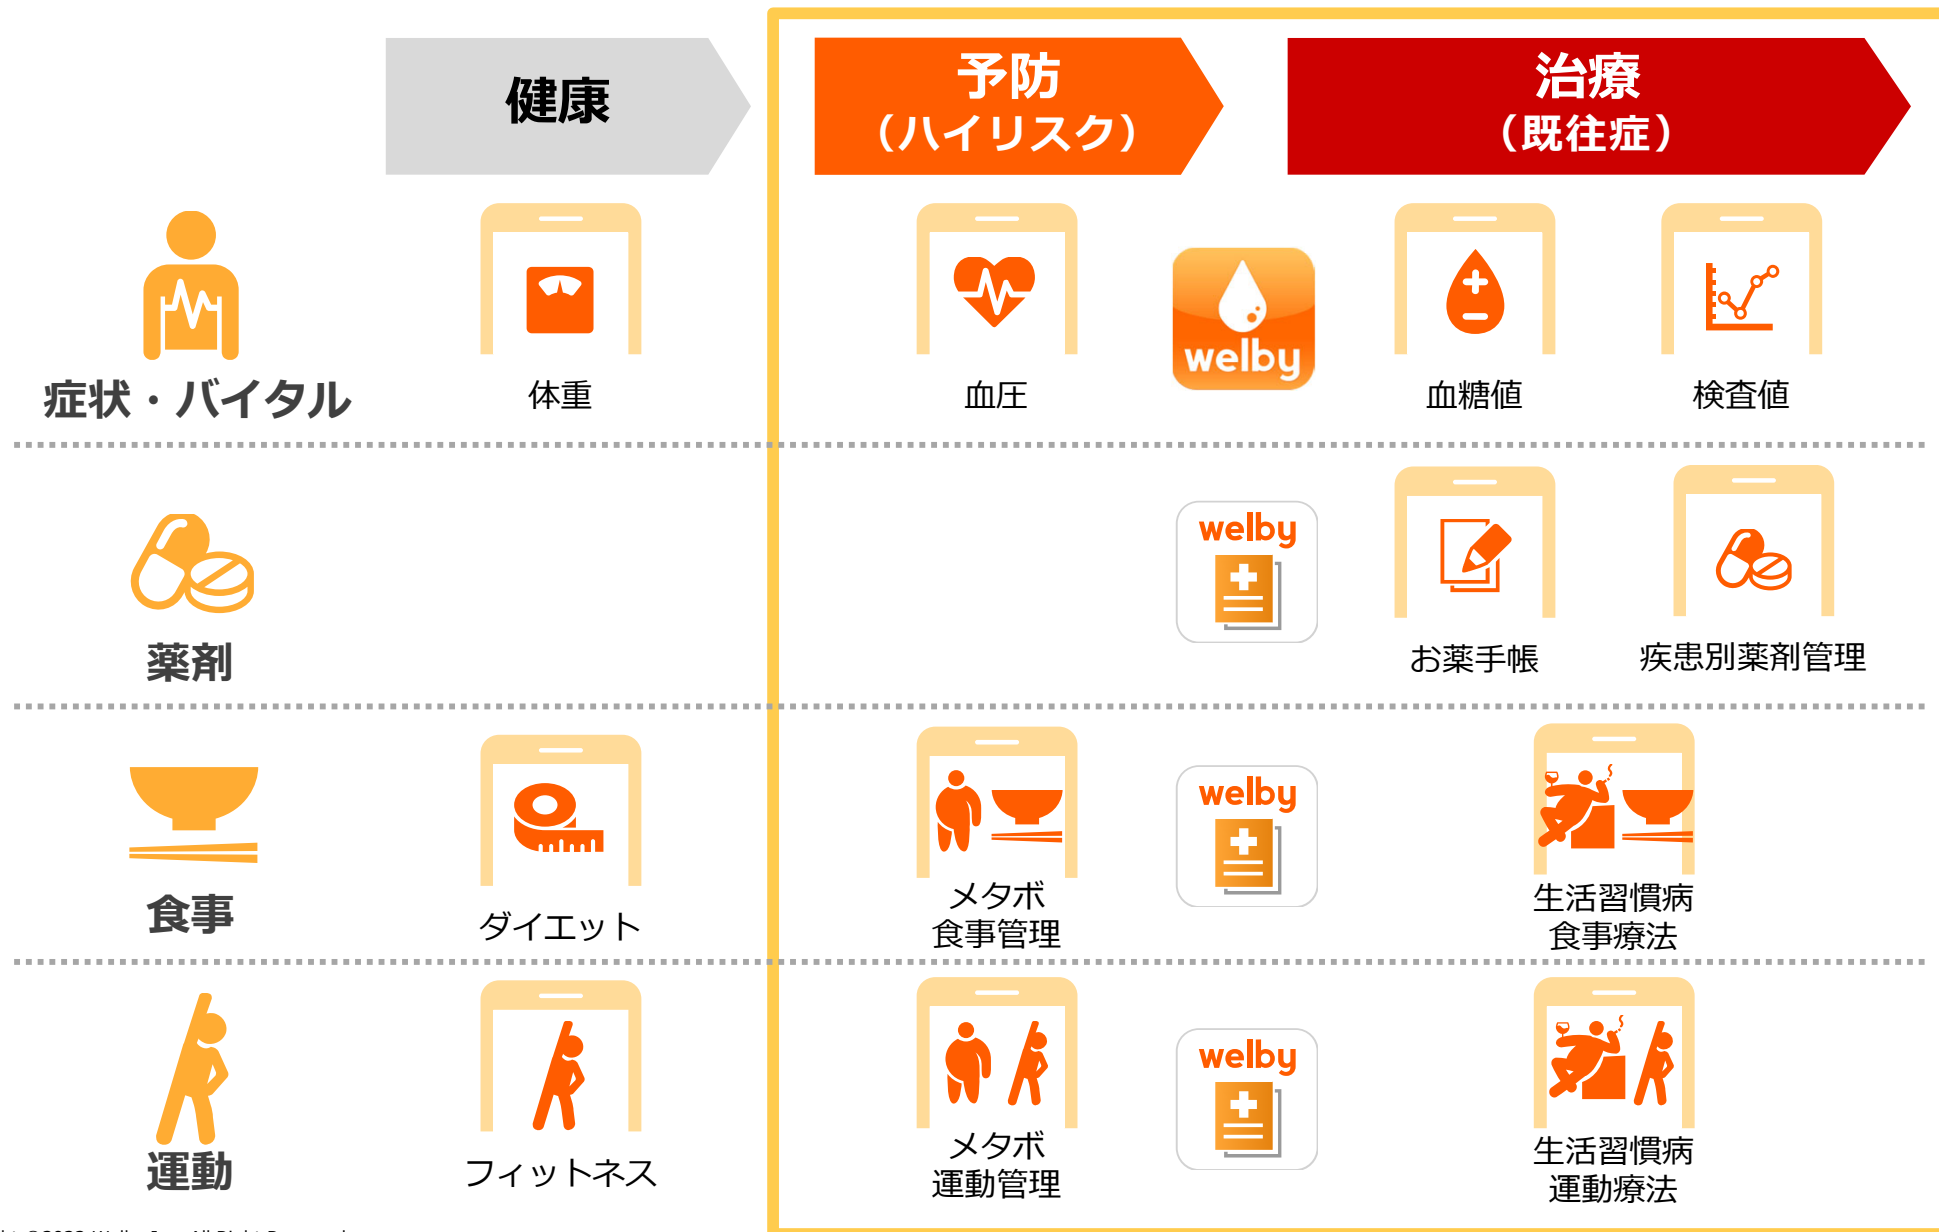 健康
予防
（ハイリスク）
治療
（既往症）
症状・バイタル
体重
血圧
welby
血糖値
検査値
薬剤
welby
お薬手帳
疾患別薬剤管理
食事
ダイエット
メタボ
食事管理
welby
生活習慣病
食事療法
運動
フィットネス
メタボ
運動管理
welby
生活習慣病
運動療法